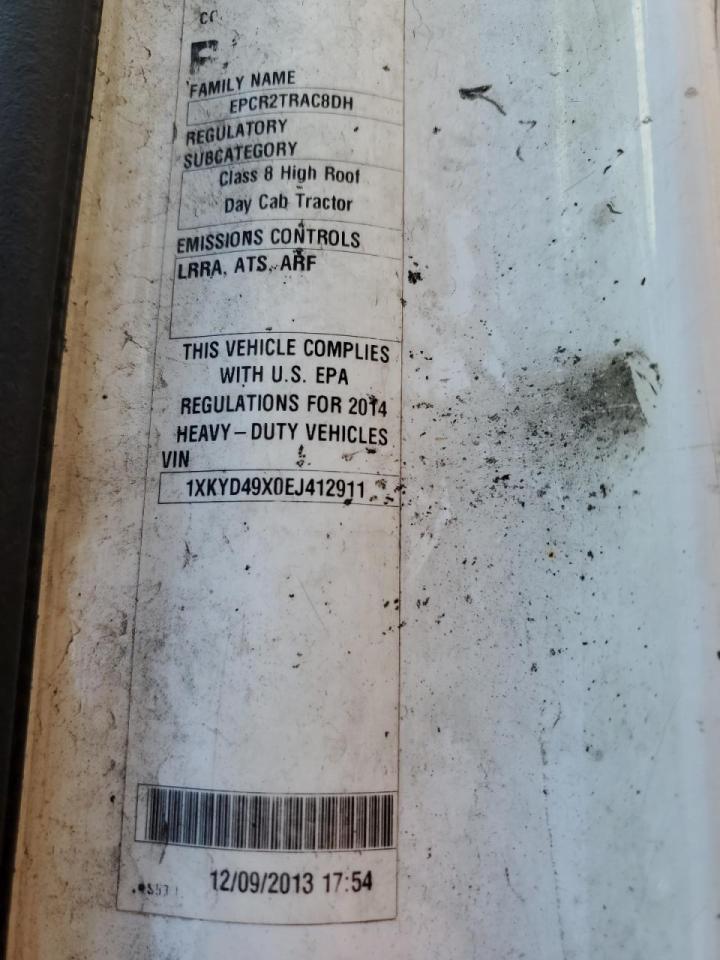 FAMILY NAME
EPCR2TRAC8DH
REGULATORY
SUBCATEGORY
Class 8 High Roof
Day Cab Tractor
EMISSIONS CONTROLS
LRRA, ATS, ARF
THIS VEHICLE COMPLIES
WITH U.S. EPA
REGULATIONS FOR 2014
HEAVY-DUTY VEHICLES
VIN
1XKYD49X0EJ412911
12/09/2013 17:54